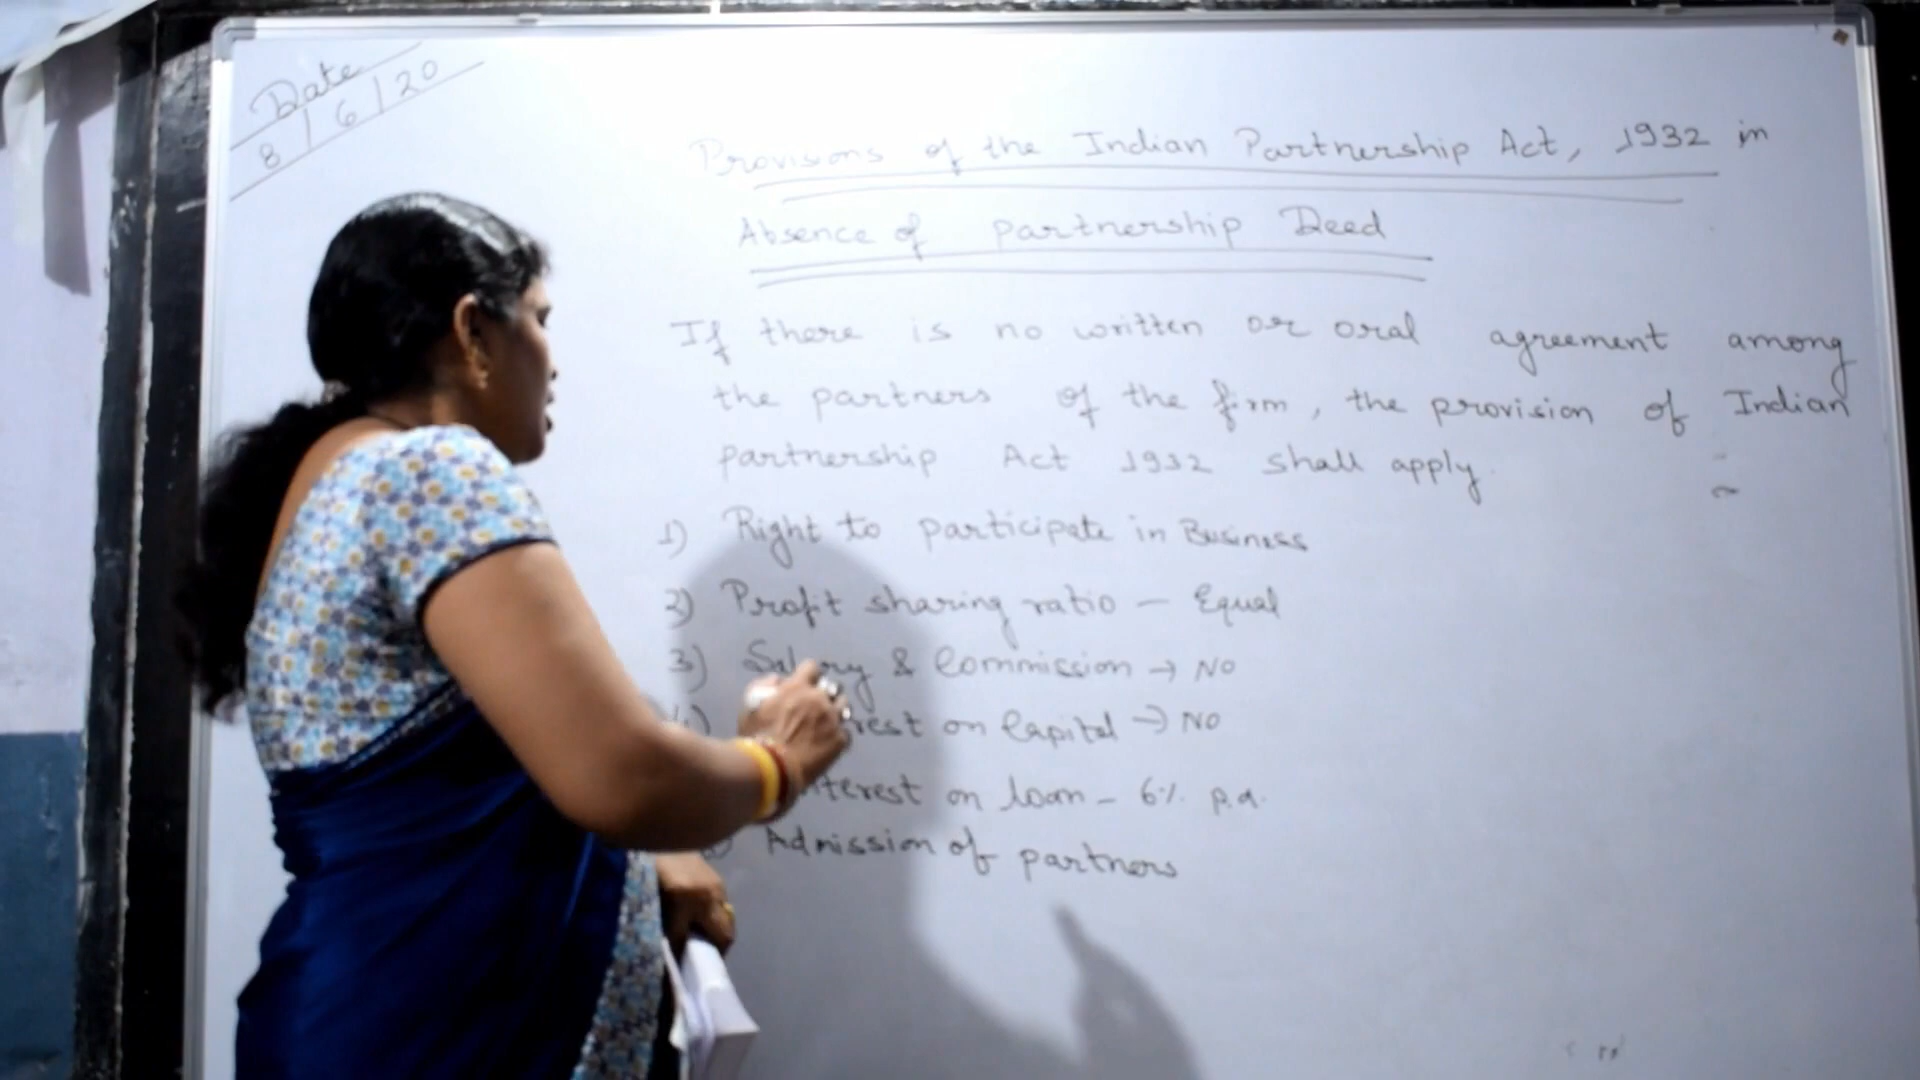 Date
8/6/20
Provisions of the Indian Partnership Act, 1932 in
Absence of partnership Deed
If there is no written or oral agreement among
the partners of the firm, the provision of Indian
partnership Act 1932 shall apply
1) Right to participate in Business
2) Profit sharing ratio - Equal
3) Salary & Commission → NO
rest on Capital → NO
terest on loan - 6% p.a.
Admission of partners